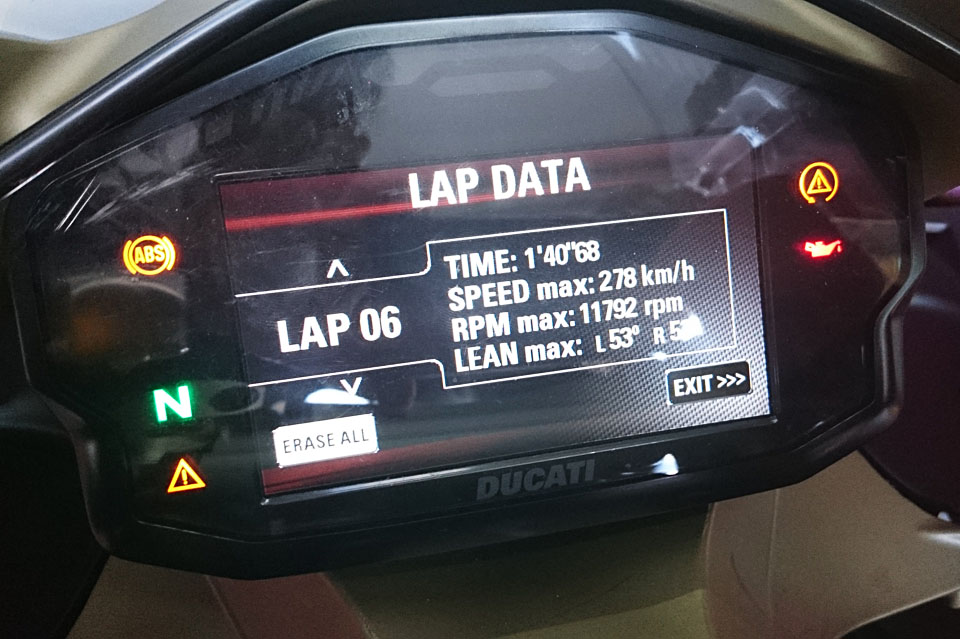 LAP DATA
ABS
TIME: 1'40"68
SPEED max: 278 km/h
LAP 06
RPM max: 11792 rpm
LEAN max: L 53° R
N
EXIT >>>
ERASE ALL
DUCATI